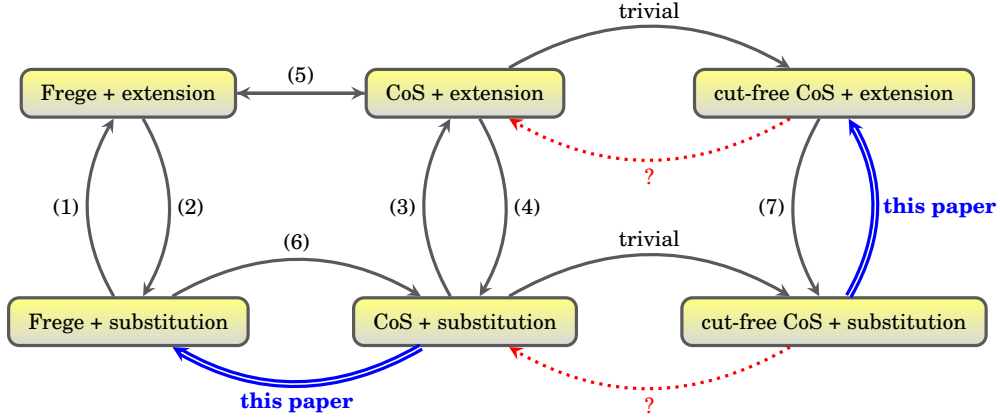 trivial
Frege + extension
(5)
CoS + extension
cut-free CoS + extension
?
(1)
(2)
(3)
(4)
(7)
this paper
(6)
trivial
Frege + substitution
CoS + substitution
cut-free CoS + substitution
this paper
?